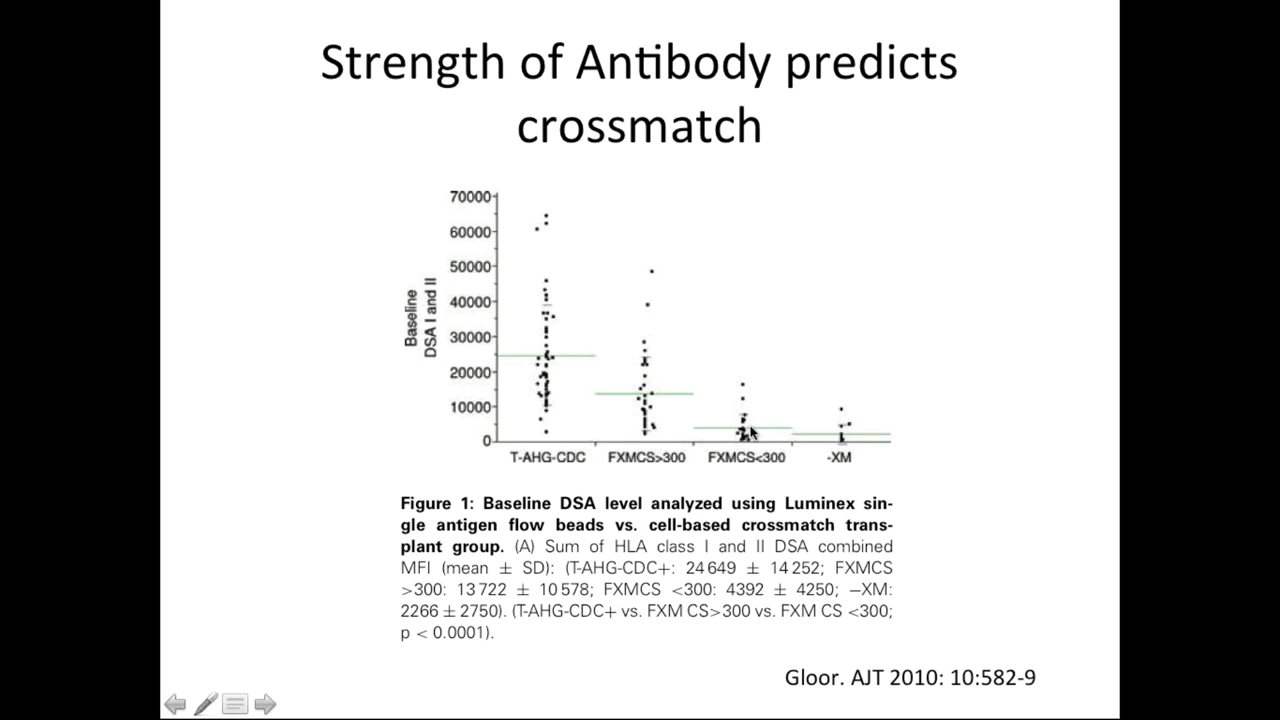 Strength of Antibody predicts
crossmatch
70000
60000
50000
40000
30000
20000
10000
0
Baseline
DSA I and II
T-AHG-CDC
FXMCS>300
FXMCS<300
-XM
Figure 1: Baseline DSA level analyzed using Luminex sin-
gle antigen flow beads vs. cell-based crossmatch trans-
plant group. (A) Sum of HLA class I and II DSA combined
MFI (mean ± SD): (T-AHG-CDC+: 24 649 ± 14 252; FXMCS
>300: 13 722 ± 10 578; FXMCS <300: 4392 ± 4250; −XM:
2266 ± 2750). (T-AHG-CDC+ vs. FXM CS>300 vs. FXM CS <300;
p < 0.0001).
Gloor. AJT 2010: 10:582-9